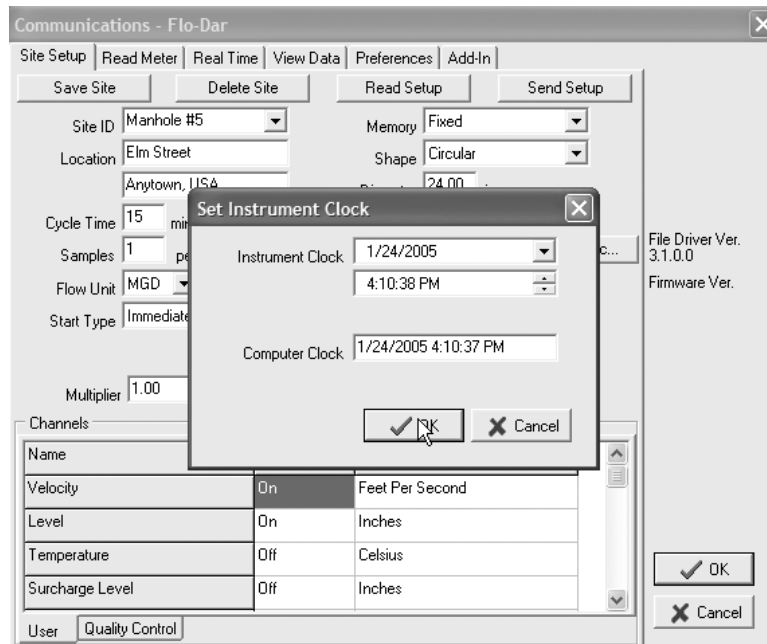 Communications - Flo-Dar
Site Setup Read Meter Real Time View Data Preferences Add-In
Save Site Delete Site Read Setup Send Setup
Site ID Manhole #5 Memory Fixed
Location Elm Street Shape Circular
Anytown, USA 24.00
Set Instrument Clock
Cycle Time 15
Samples 1
Instrument Clock 1/24/2005
File Driver Ver.
3.1.0.0
Flow Unit MGD
4:10:38 PM
Firmware Ver.
Start Type Immediate
Computer Clock 1/24/2005 4:10:37 PM
Multiplier 1.00
OK Cancel
Channels
Name
Velocity On Feet Per Second
Level On Inches
Temperature Off Celsius
Surcharge Level Off Inches
OK
Cancel
User Quality Control